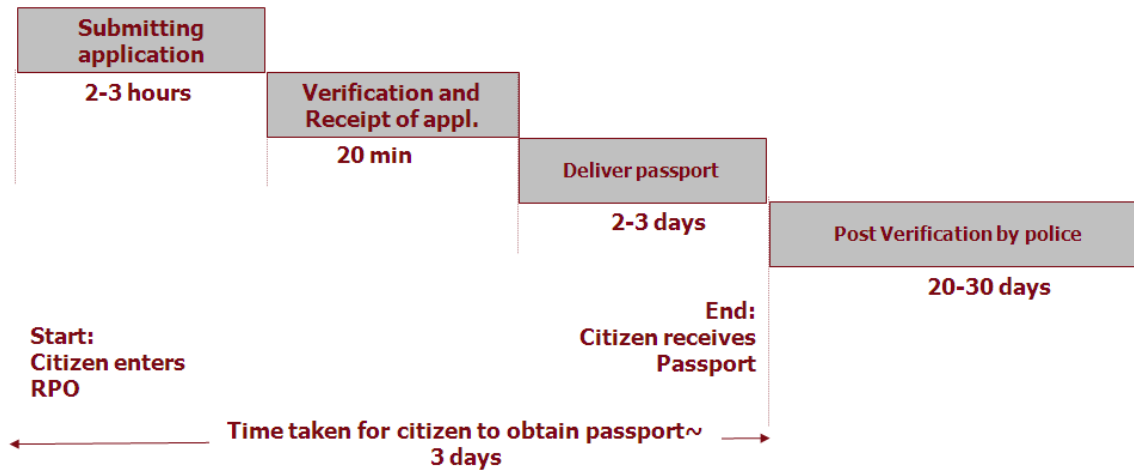 Submitting
application
2-3 hours
Verification and
Receipt of appl.
20 min
Deliver passport
2-3 days
Post Verification by police
20-30 days
Start:
Citizen enters
RPO
End:
Citizen receives
Passport
Time taken for citizen to obtain passport~
3 days